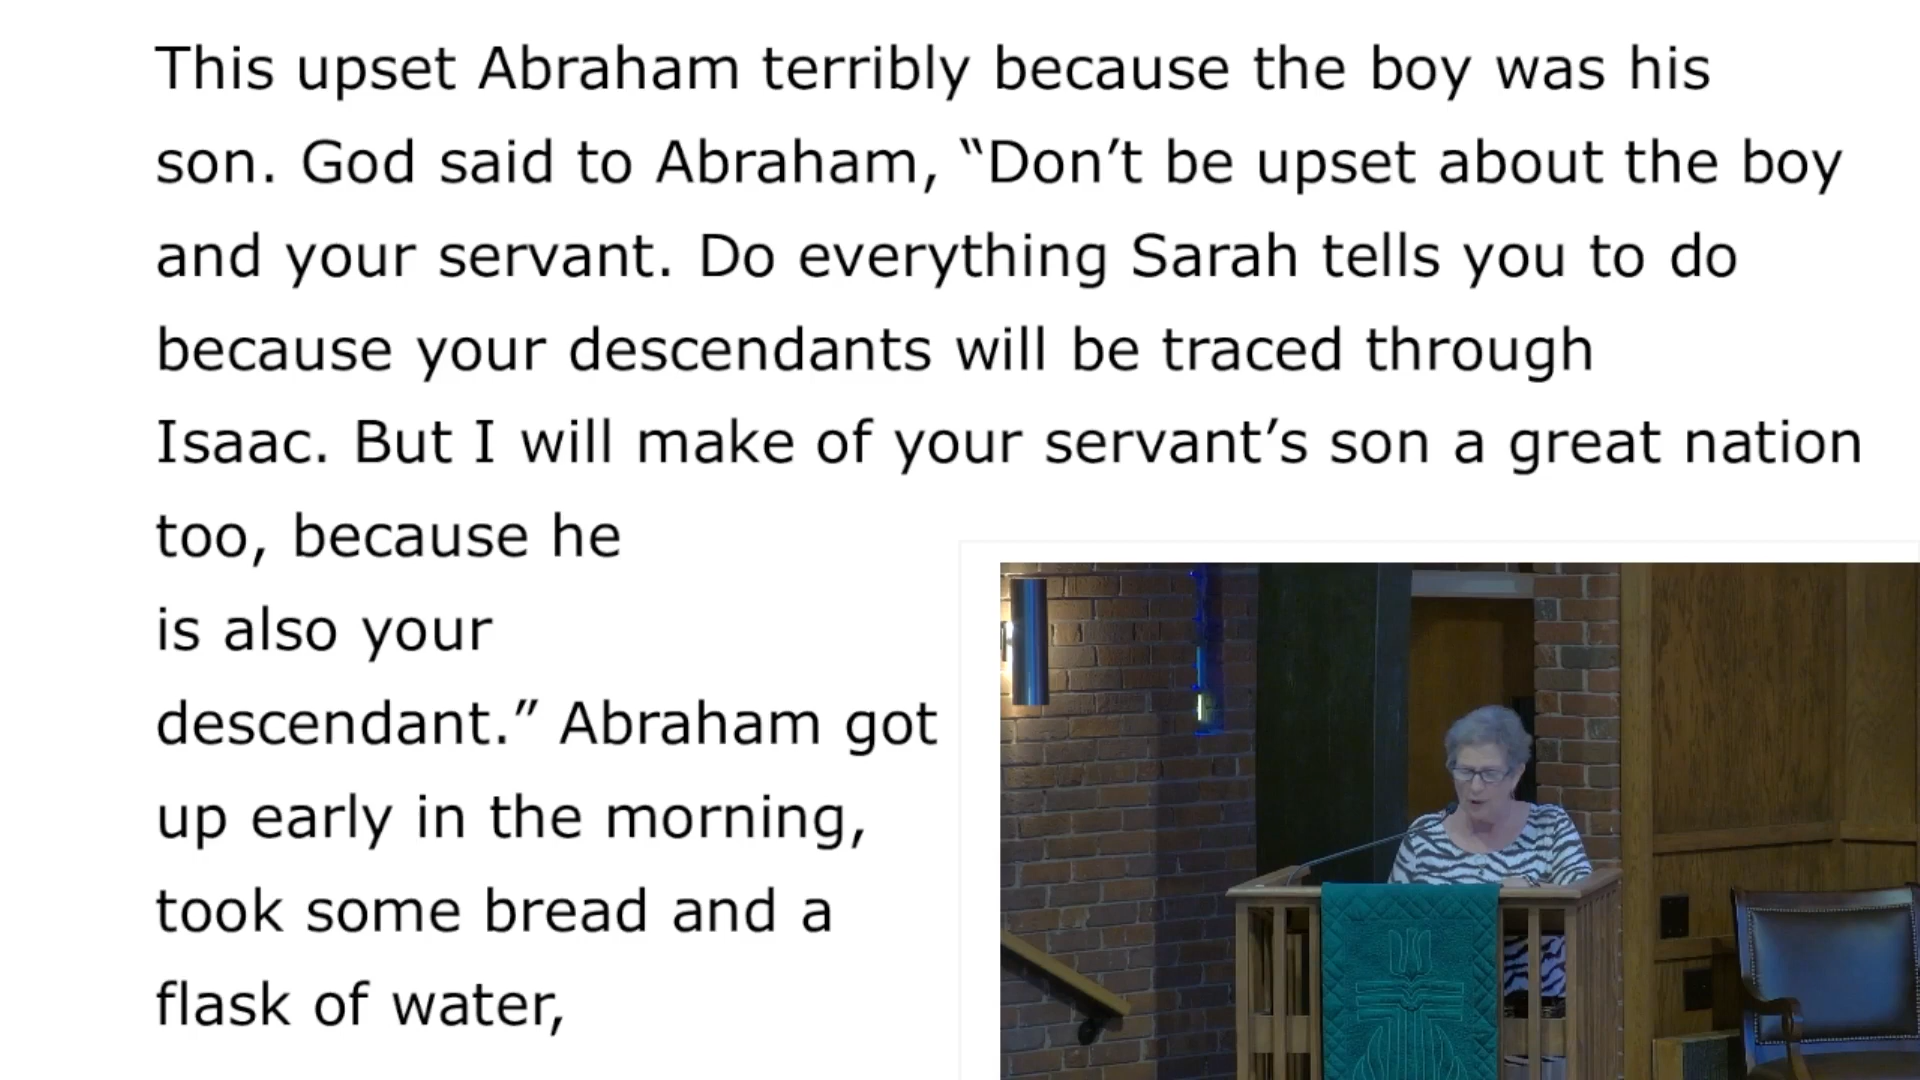 This upset Abraham terribly because the boy was his
son. God said to Abraham, “Don’t be upset about the boy
and your servant. Do everything Sarah tells you to do
because your descendants will be traced through
Isaac. But I will make of your servant’s son a great nation
too, because he
is also your
descendant.” Abraham got
up early in the morning,
took some bread and a
flask of water,